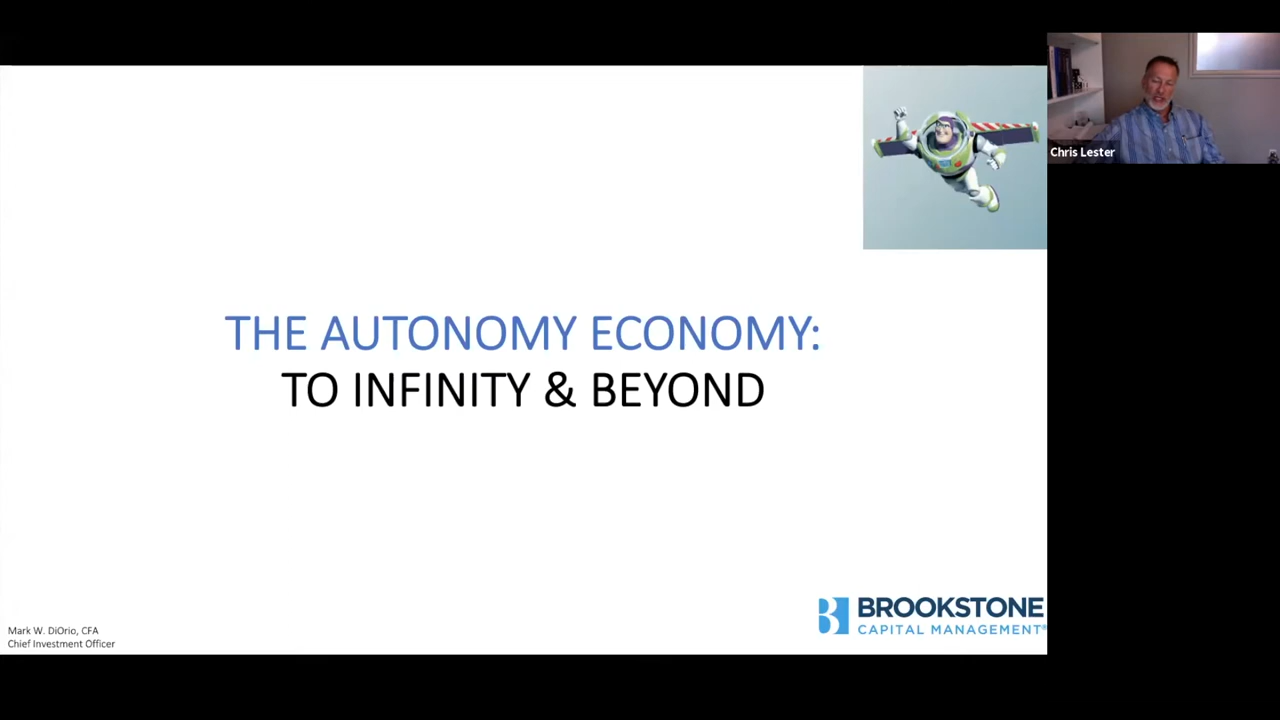 Chris Lester
THE AUTONOMY ECONOMY:
TO INFINITY & BEYOND
Mark W. DiOrio, CFA
Chief Investment Officer
BROOKSTONE
CAPITAL MANAGEMENT®